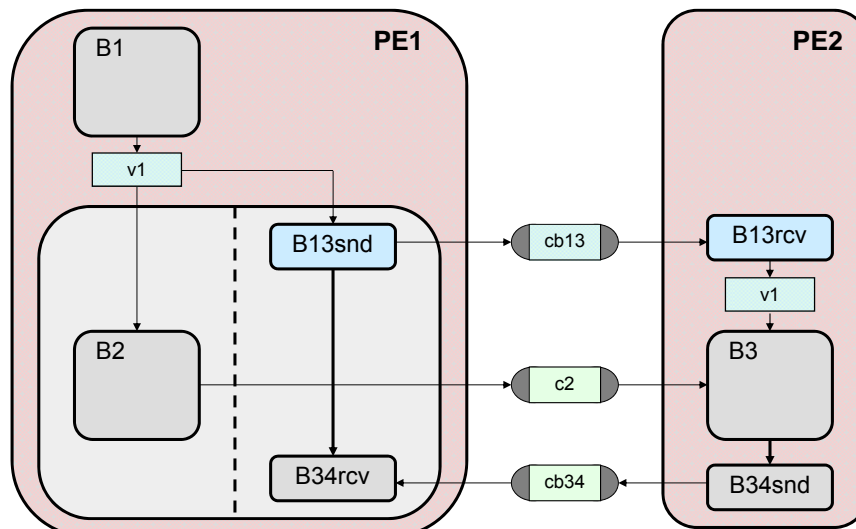 PE1
PE2
B1
v1
B13snd
cb13
B13rcv
v1
B2
c2
B3
B34rcv
cb34
B34snd